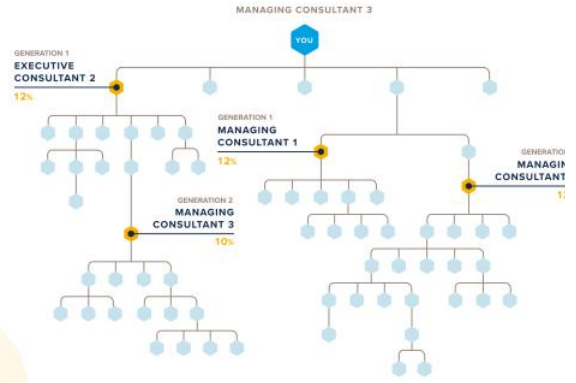 MANAGING CONSULTANT 3
YOU
GENERATION 1
EXECUTIVE
CONSULTANT 2
12%
GENERATION 1
MANAGING
CONSULTANT 1
12%
CONSULTANT
GENERATION 2
MANAGING
CONSULTANT 3
10%